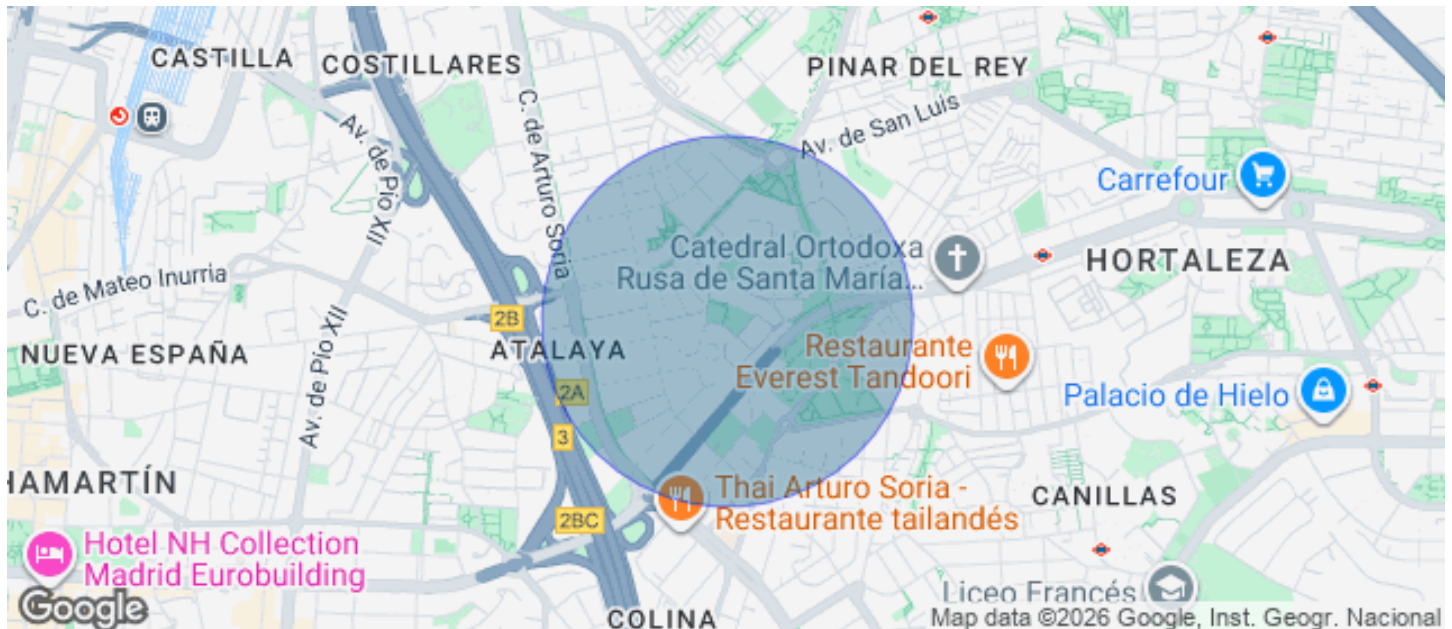 CASTILLA
COSTILLARES
PINAR DEL REY
C. de Arturo Soria
Av. de Pío XII
Av. de San Luis
Carrefour
Catedral Ortodoxa
Rusa de Santa María...
HORTALEZA
C. de Mateo Inurria
2B
NUEVA ESPAÑA
ATALAYA
Av. de Pío XII
Restaurante
Everest Tandoori
2A
Palacio de Hielo
3
HAMARTÍN
Thai Arturo Soria -
Restaurante tailandés
CANILLAS
2BC
Hotel NH Collection
Madrid Eurobuilding
Liceo Francés
Google
COLINA
Map data ©2026 Google, Inst. Geogr. Nacional